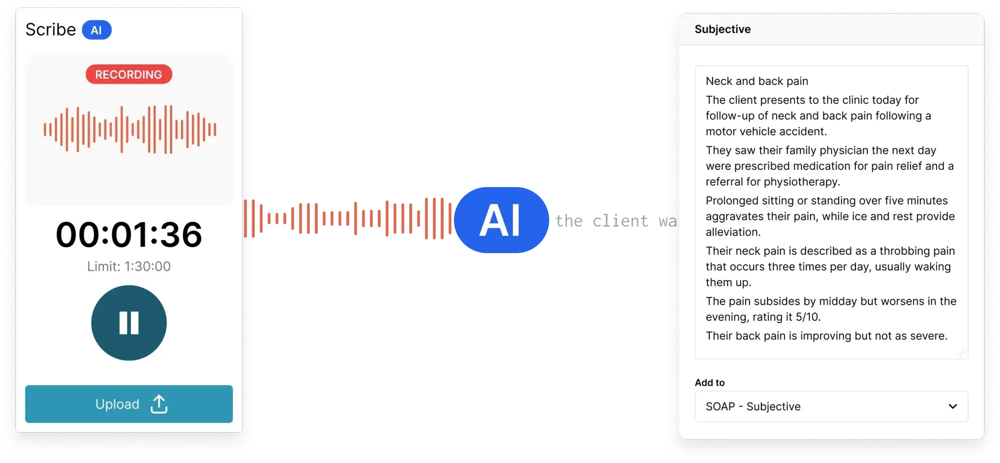 Scribe AI
RECORDING
00:01:36
Limit: 1:30:00
Upload
AI
the client wa
Subjective
Neck and back pain
The client presents to the clinic today for
follow-up of neck and back pain following a
motor vehicle accident.
They saw their family physician the next day
were prescribed medication for pain relief and a
referral for physiotherapy.
Prolonged sitting or standing over five minutes
aggravates their pain, while ice and rest provide
alleviation.
Their neck pain is described as a throbbing pain
that occurs three times per day, usually waking
them up.
The pain subsides by midday but worsens in the
evening, rating it 5/10.
Their back pain is improving but not as severe.
Add to
SOAP - Subjective